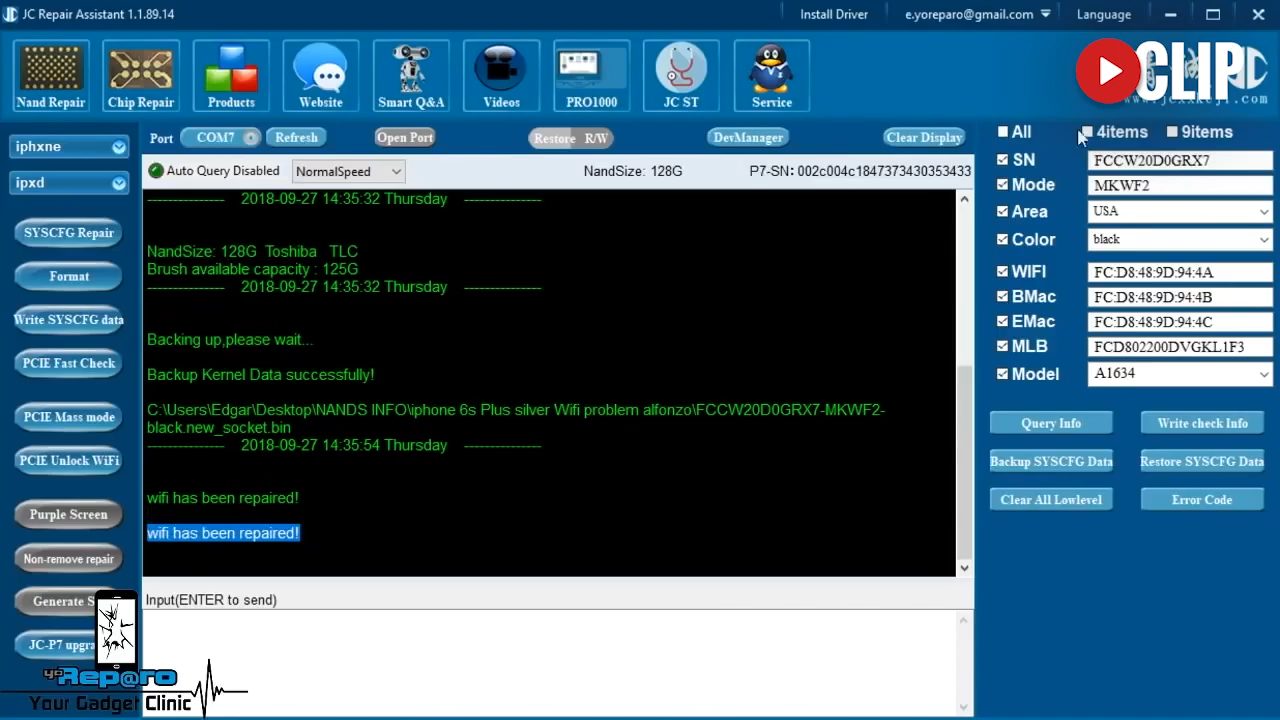 JC Repair Assistant 1.1.89.14
Install Driver
e.yoreparo@gmail.com
Language
Nand Repair
Chip Repair
Products
Website
Smart Q&A
Videos
PRO1000
JC ST
Service
CLIP
iphxne
ipxd
Port
COM7
Refresh
Open Port
Restore R/W
DevManager
Clear Display
Auto Query Disabled
NormalSpeed
NandSize: 128G
P7-SN: 002c004c1847373430353433
SYSCFG Repair
Format
Write SYSCFG data
PCIE Fast Check
PCIE Mass mode
PCIE Unlock WiFi
Purple Screen
Non-remove repair
Generate S
JC-P7 upgra
--------------- 2018-09-27 14:35:32 Thursday ---------------
NandSize: 128G Toshiba TLC
Brush available capacity : 125G
--------------- 2018-09-27 14:35:32 Thursday ---------------
Backing up,please wait...
Backup Kernel Data successfully!
C:\Users\Edgar\Desktop\NANDS INFO\iphone 6s Plus silver Wifi problem alfonzo\FCCW20D0GRX7-MKWF2-
black.new_socket.bin
--------------- 2018-09-27 14:35:54 Thursday ---------------
wifi has been repaired!
wifi has been repaired!
Input(ENTER to send)
All
4items
9items
SN FCCW20D0GRX7
Mode MKWF2
Area USA
Color black
WIFI FC:D8:48:9D:94:4A
BMac FC:D8:48:9D:94:4B
EMac FC:D8:48:9D:94:4C
MLB FCD802200DVGKL1F3
Model A1634
Query Info
Write check Info
Backup SYSCFG Data
Restore SYSCFG Data
Clear All Lowlevel
Error Code
yoRep@ro
Your Gadget Clinic